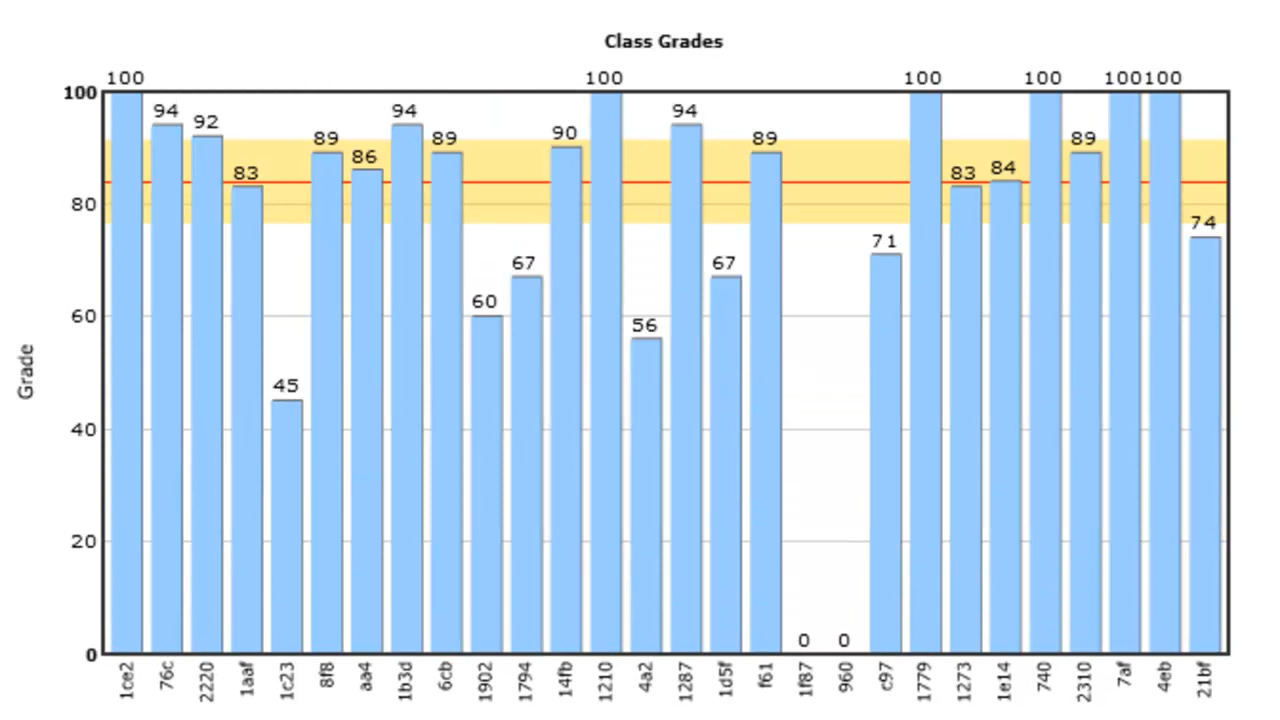 Class Grades
100 100 100 100 100 100
100
94 92 83 45 89 86 94 89 60 67 90 56 94 67 89 0 0 71 83 84 89 74
80
60
40
20
0
Grade
1ce2 76c 2220 1aaf 1c23 8f8 aa4 1b3d 6cb 1902 1794 14fb 1210 4a2 1287 1d5f f61 1f87 960 c97 1779 1273 1e14 740 2310 7af 4eb 21bf